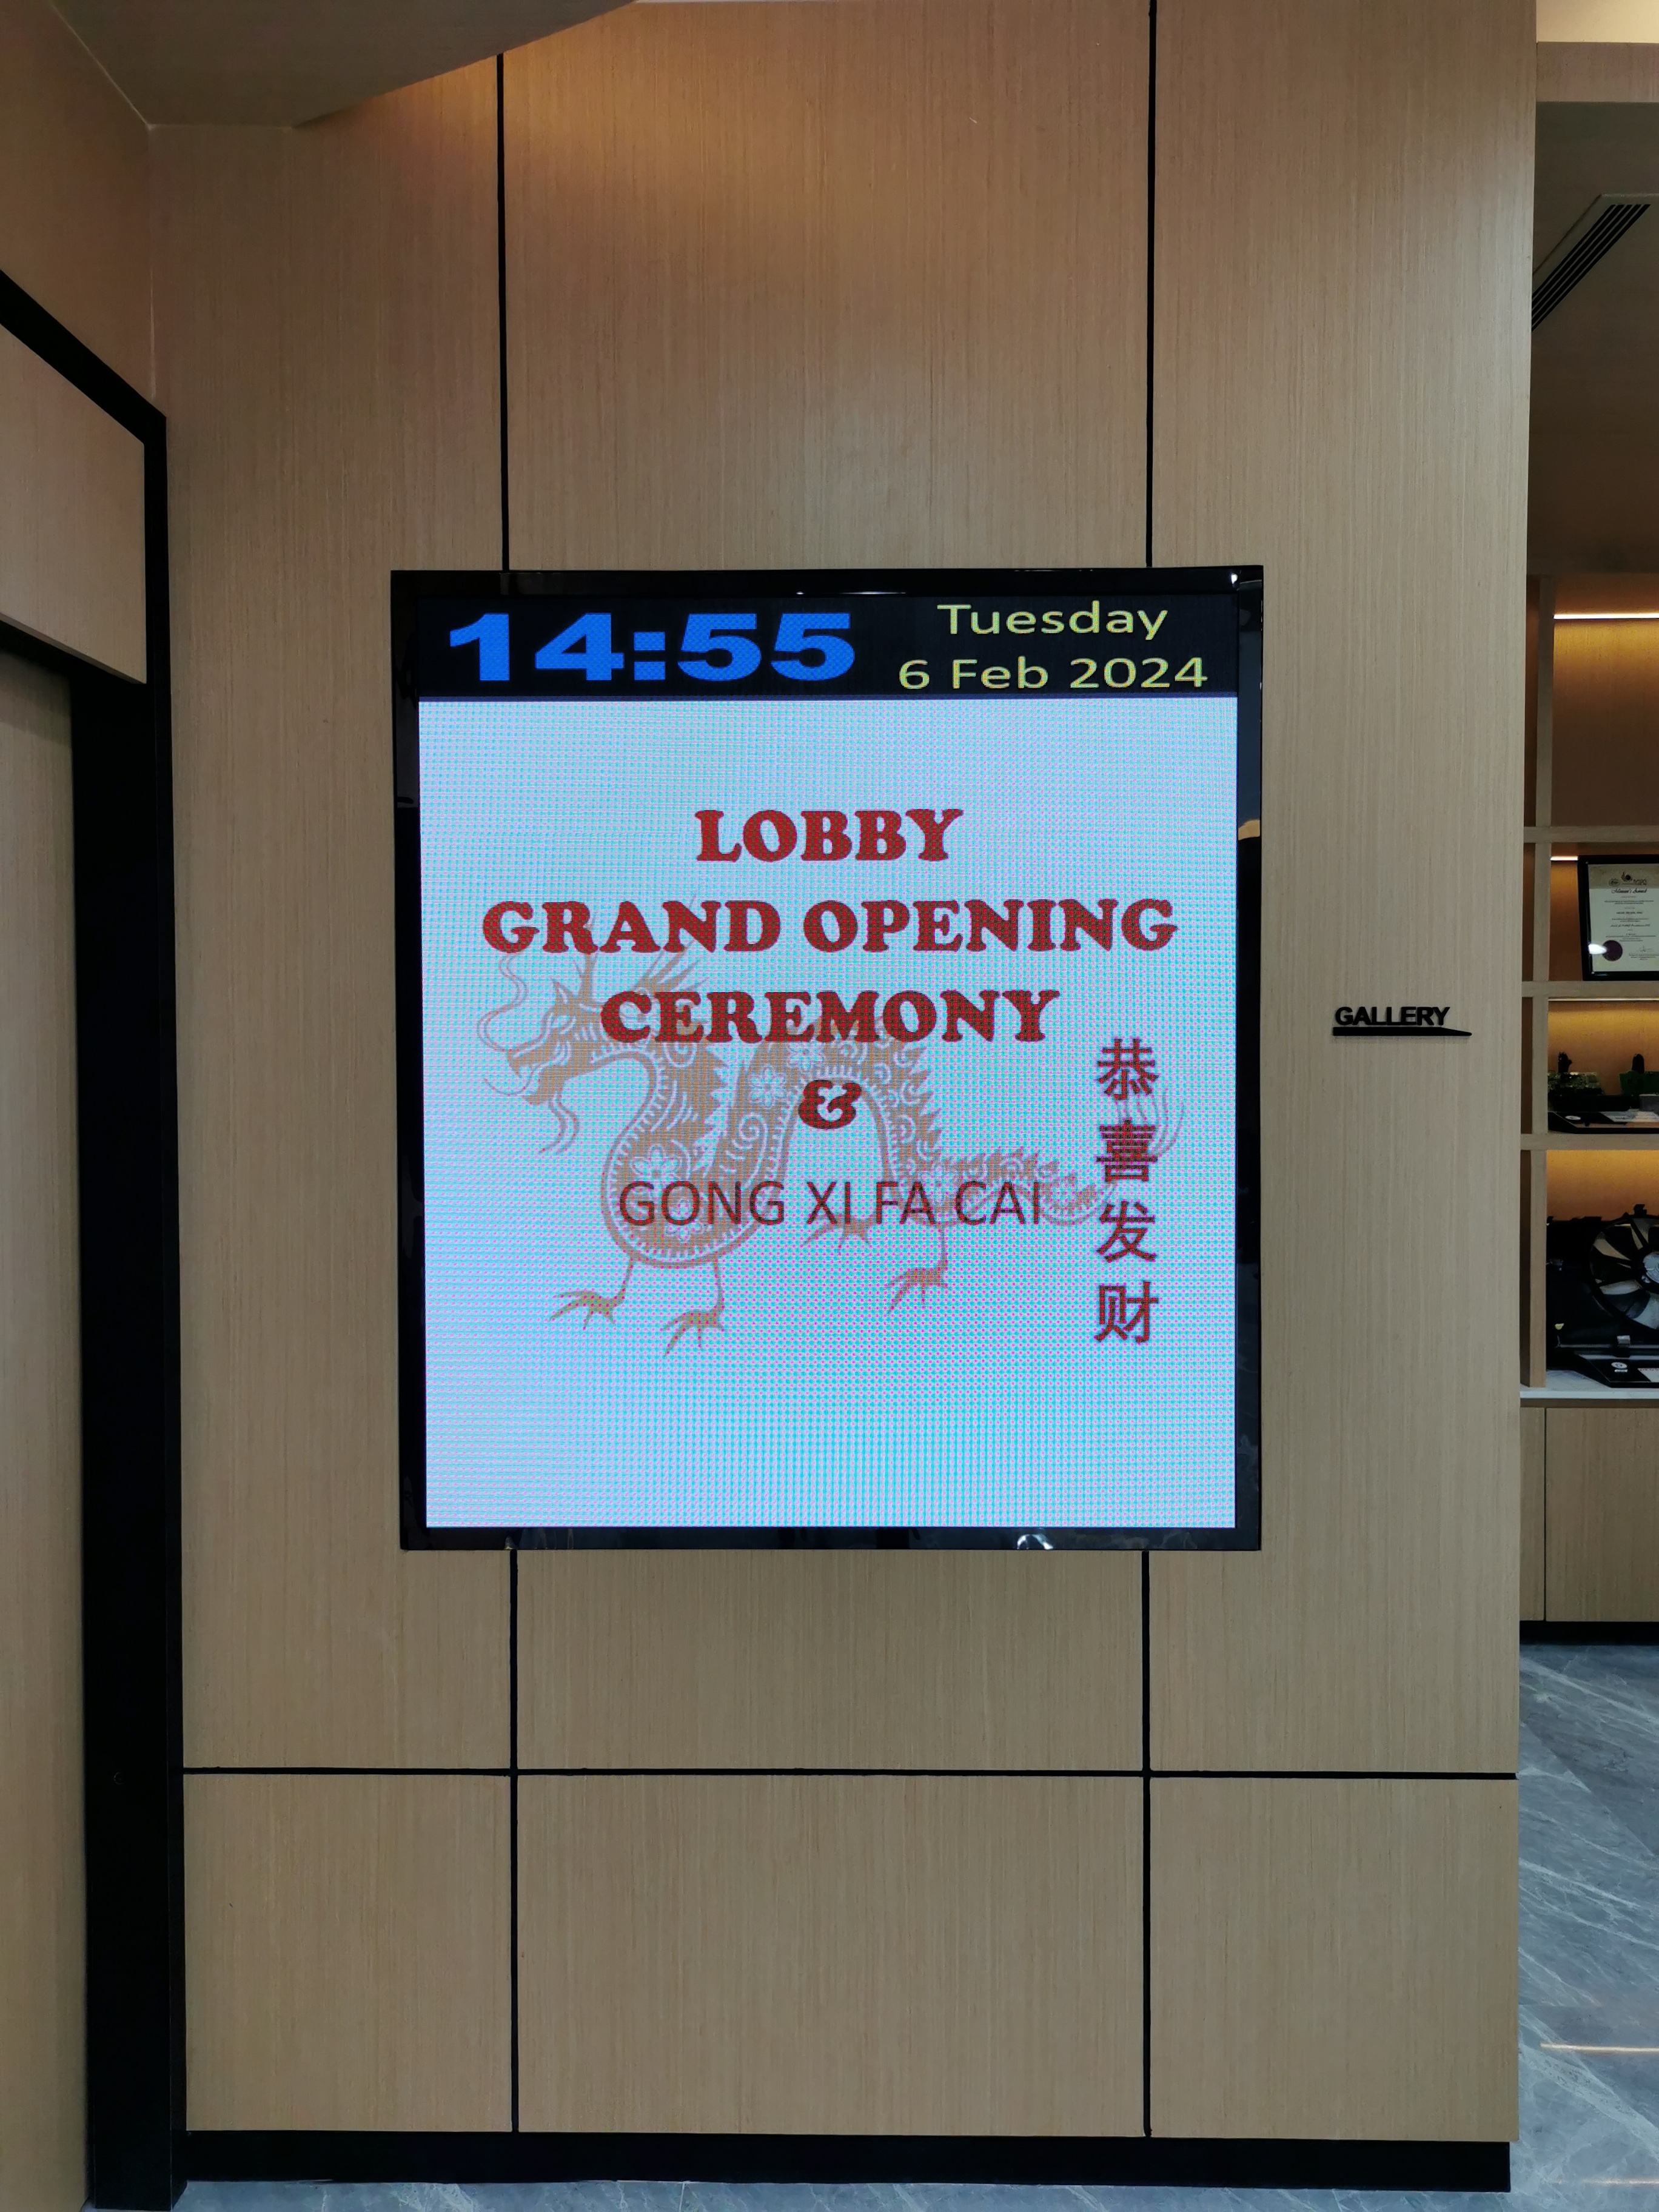 14:55
Tuesday
6 Feb 2024
LOBBY
GRAND OPENING
CEREMONY
&
GONG XI FA CAI
恭
喜
发
财
GALLERY